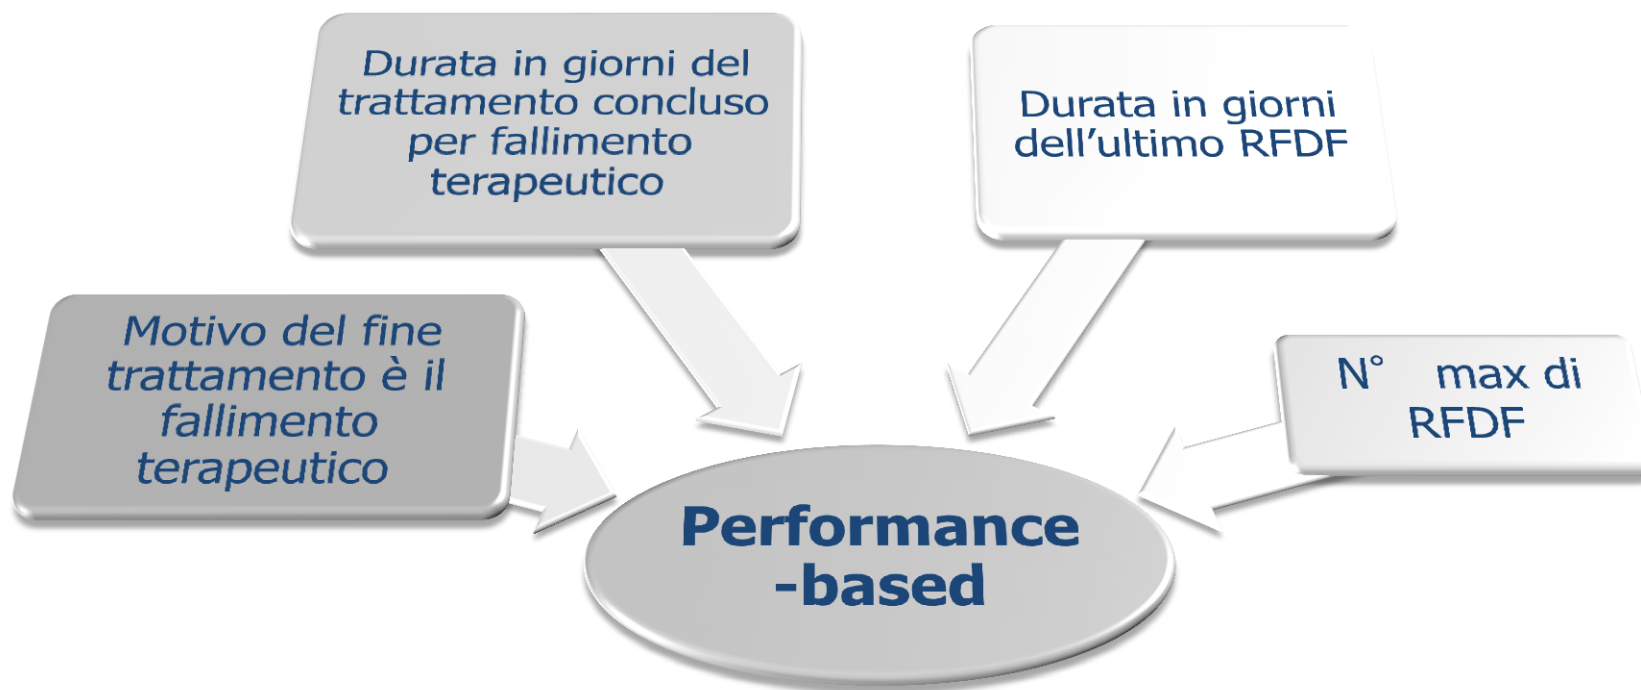 Durata in giorni del
trattamento concluso
per fallimento
terapeutico
Durata in giorni
dell’ultimo RFDF
Motivo del fine
trattamento è il
fallimento
terapeutico
N° max di
RFDF
Performance
-based